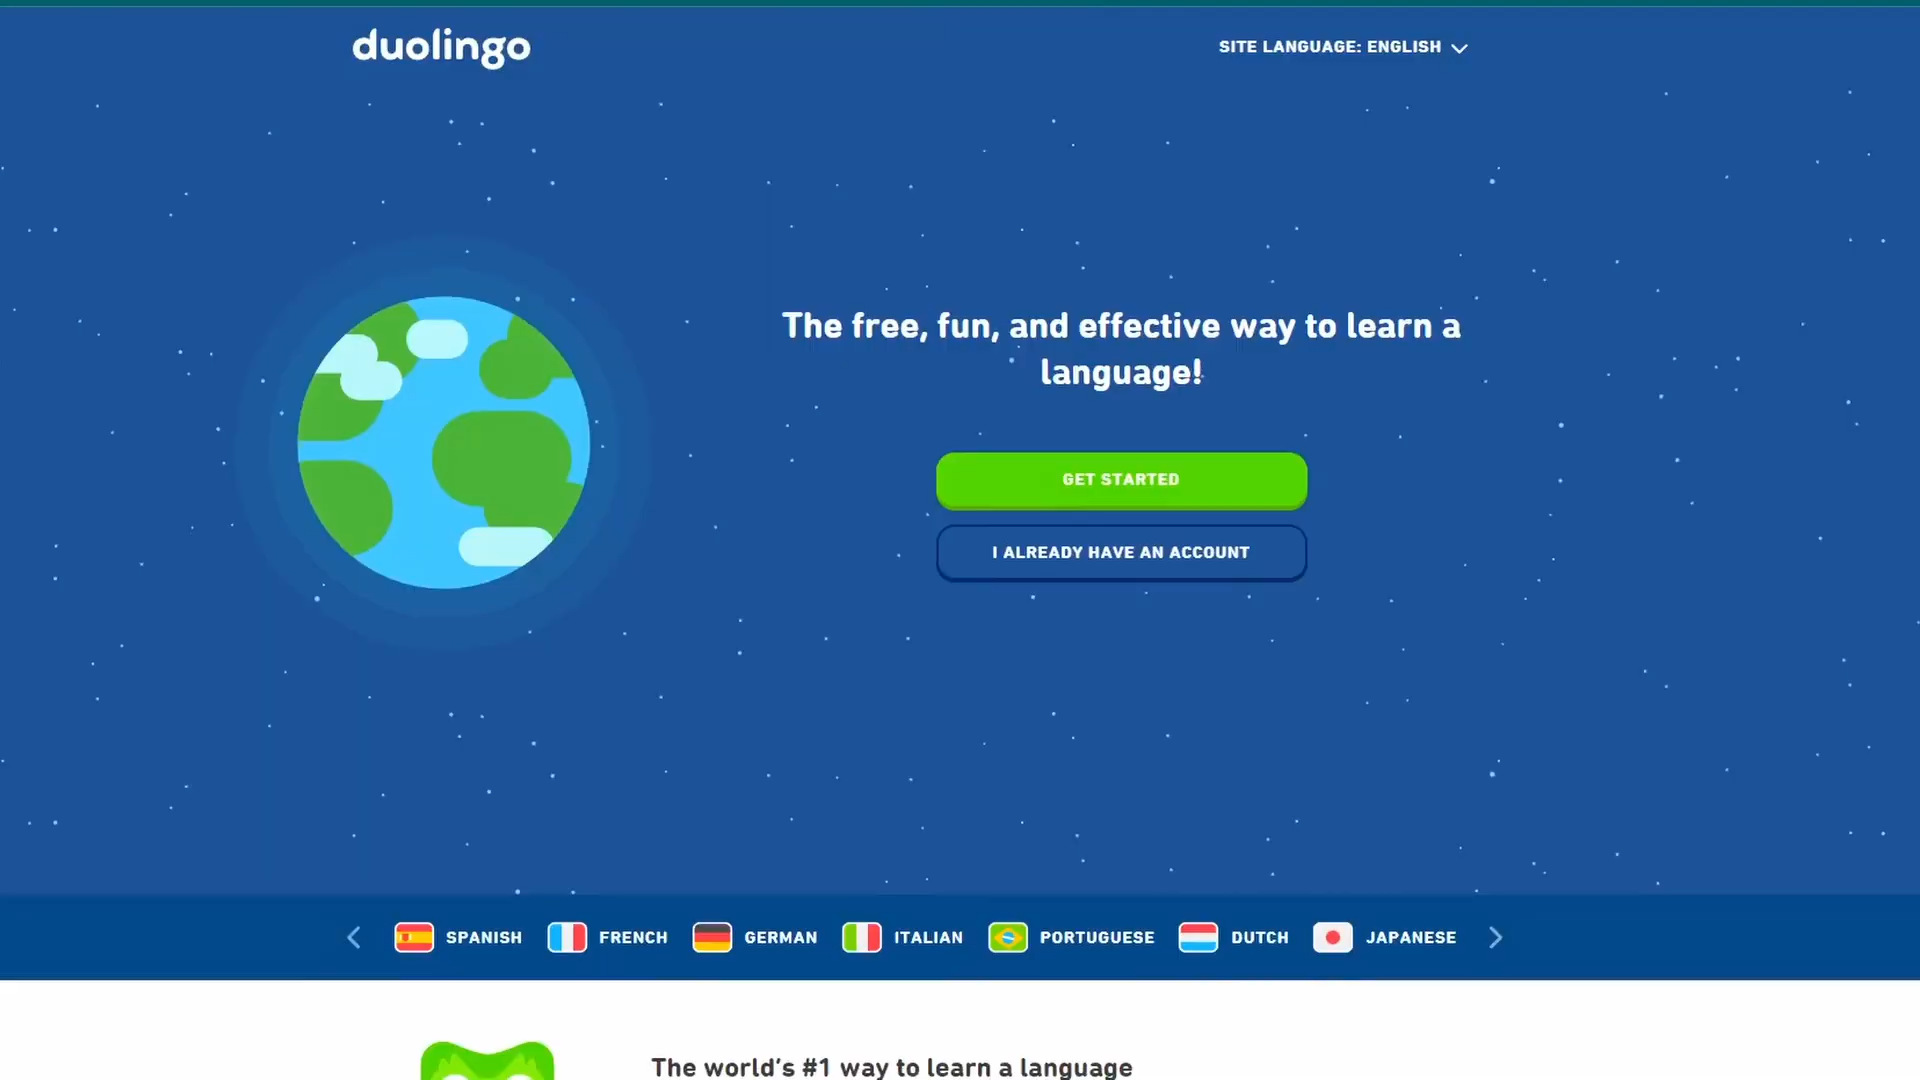 duolingo
SITE LANGUAGE: ENGLISH
The free, fun, and effective way to learn a
language!
GET STARTED
I ALREADY HAVE AN ACCOUNT
SPANISH FRENCH GERMAN ITALIAN PORTUGUESE DUTCH JAPANESE
The world's #1 way to learn a language